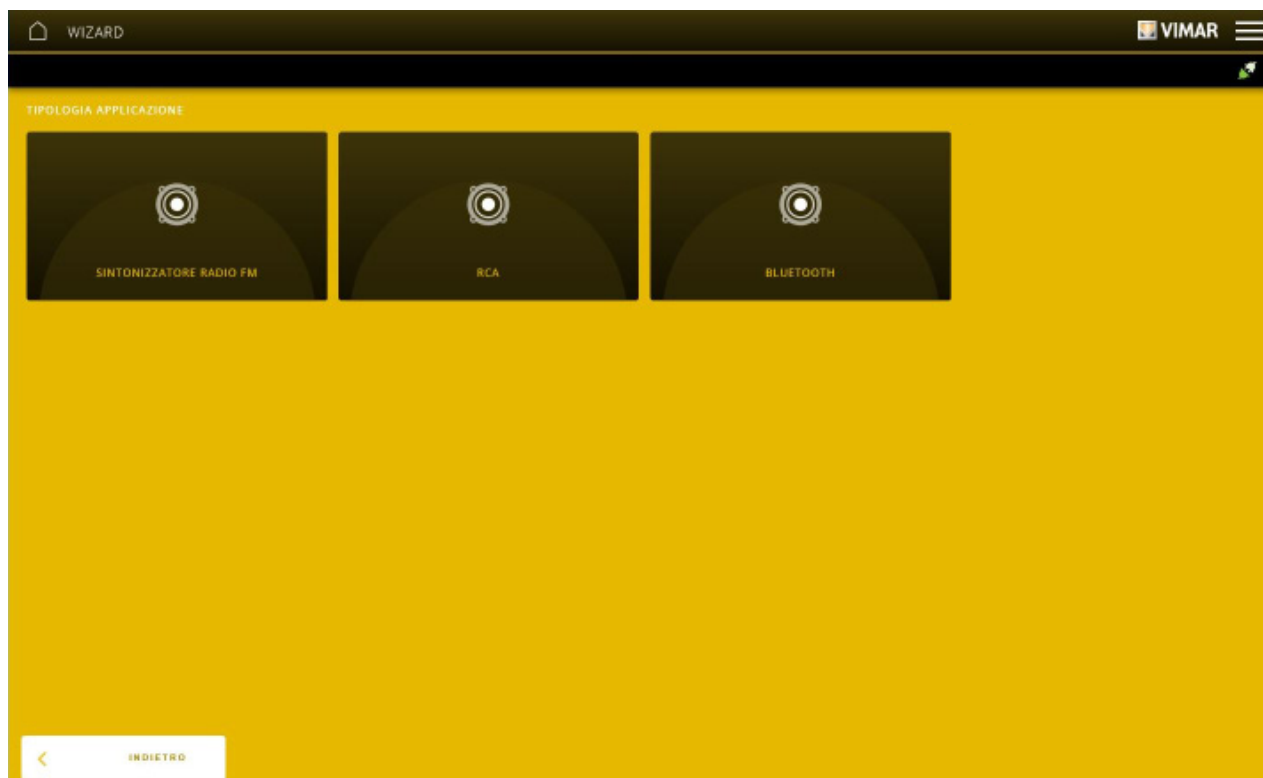 WIZARD
VIMAR
TIPOLOGIA APPLICAZIONE
SINTONIZZATORE RADIO FM
RCA
BLUETOOTH
INDIETRO